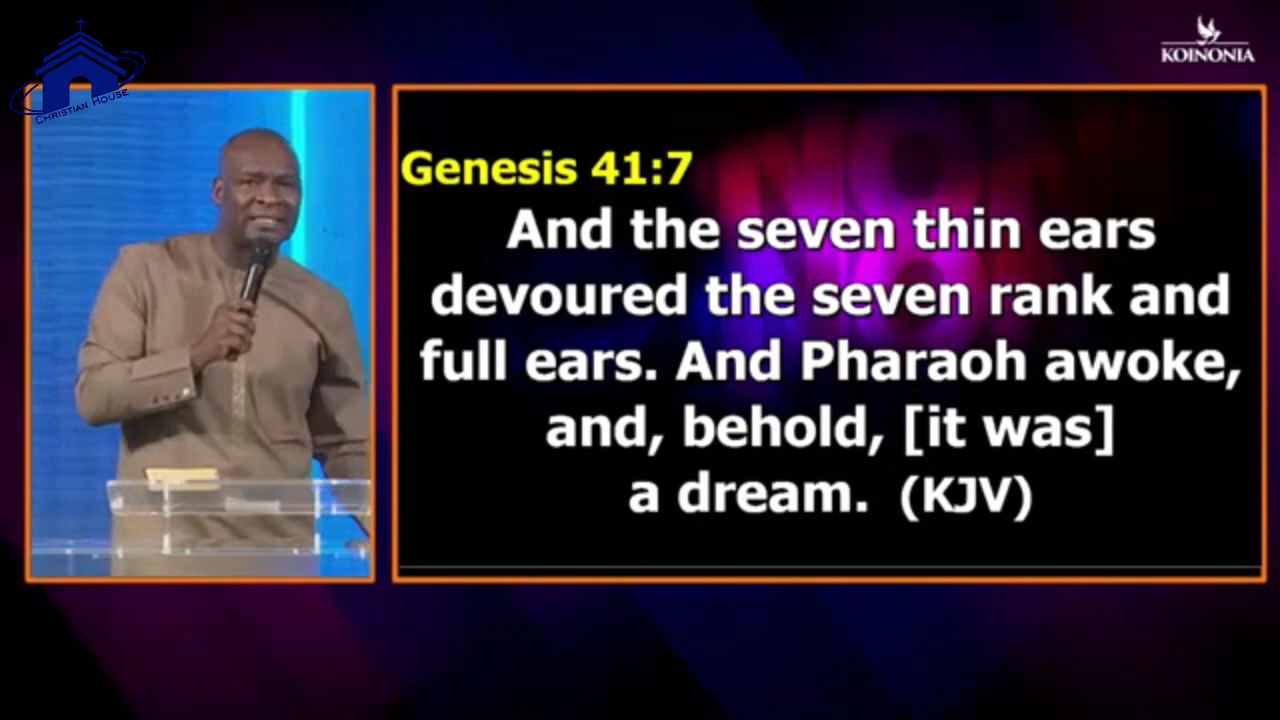 CHRISTIAN HOUSE
KOINONIA
Genesis 41:7
And the seven thin ears
devoured the seven rank and
full ears. And Pharaoh awoke,
and, behold, [it was]
a dream. (KJV)